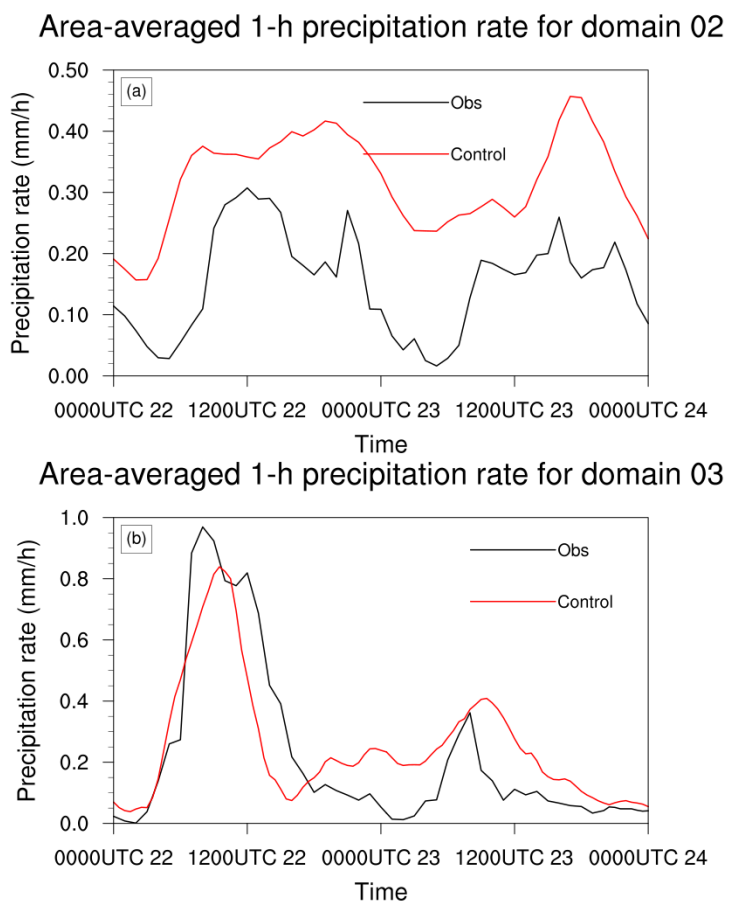 Area-averaged 1-h precipitation rate for domain 02
0.50
(a)
Obs
0.40
Control
0.30
0.20
0.10
0.00
Precipitation rate (mm/h)
0000UTC 22 1200UTC 22 0000UTC 23 1200UTC 23 0000UTC 24
Time
Area-averaged 1-h precipitation rate for domain 03
1.0
(b)
Obs
0.8
Control
0.6
0.4
0.2
0.0
Precipitation rate (mm/h)
0000UTC 22 1200UTC 22 0000UTC 23 1200UTC 23 0000UTC 24
Time